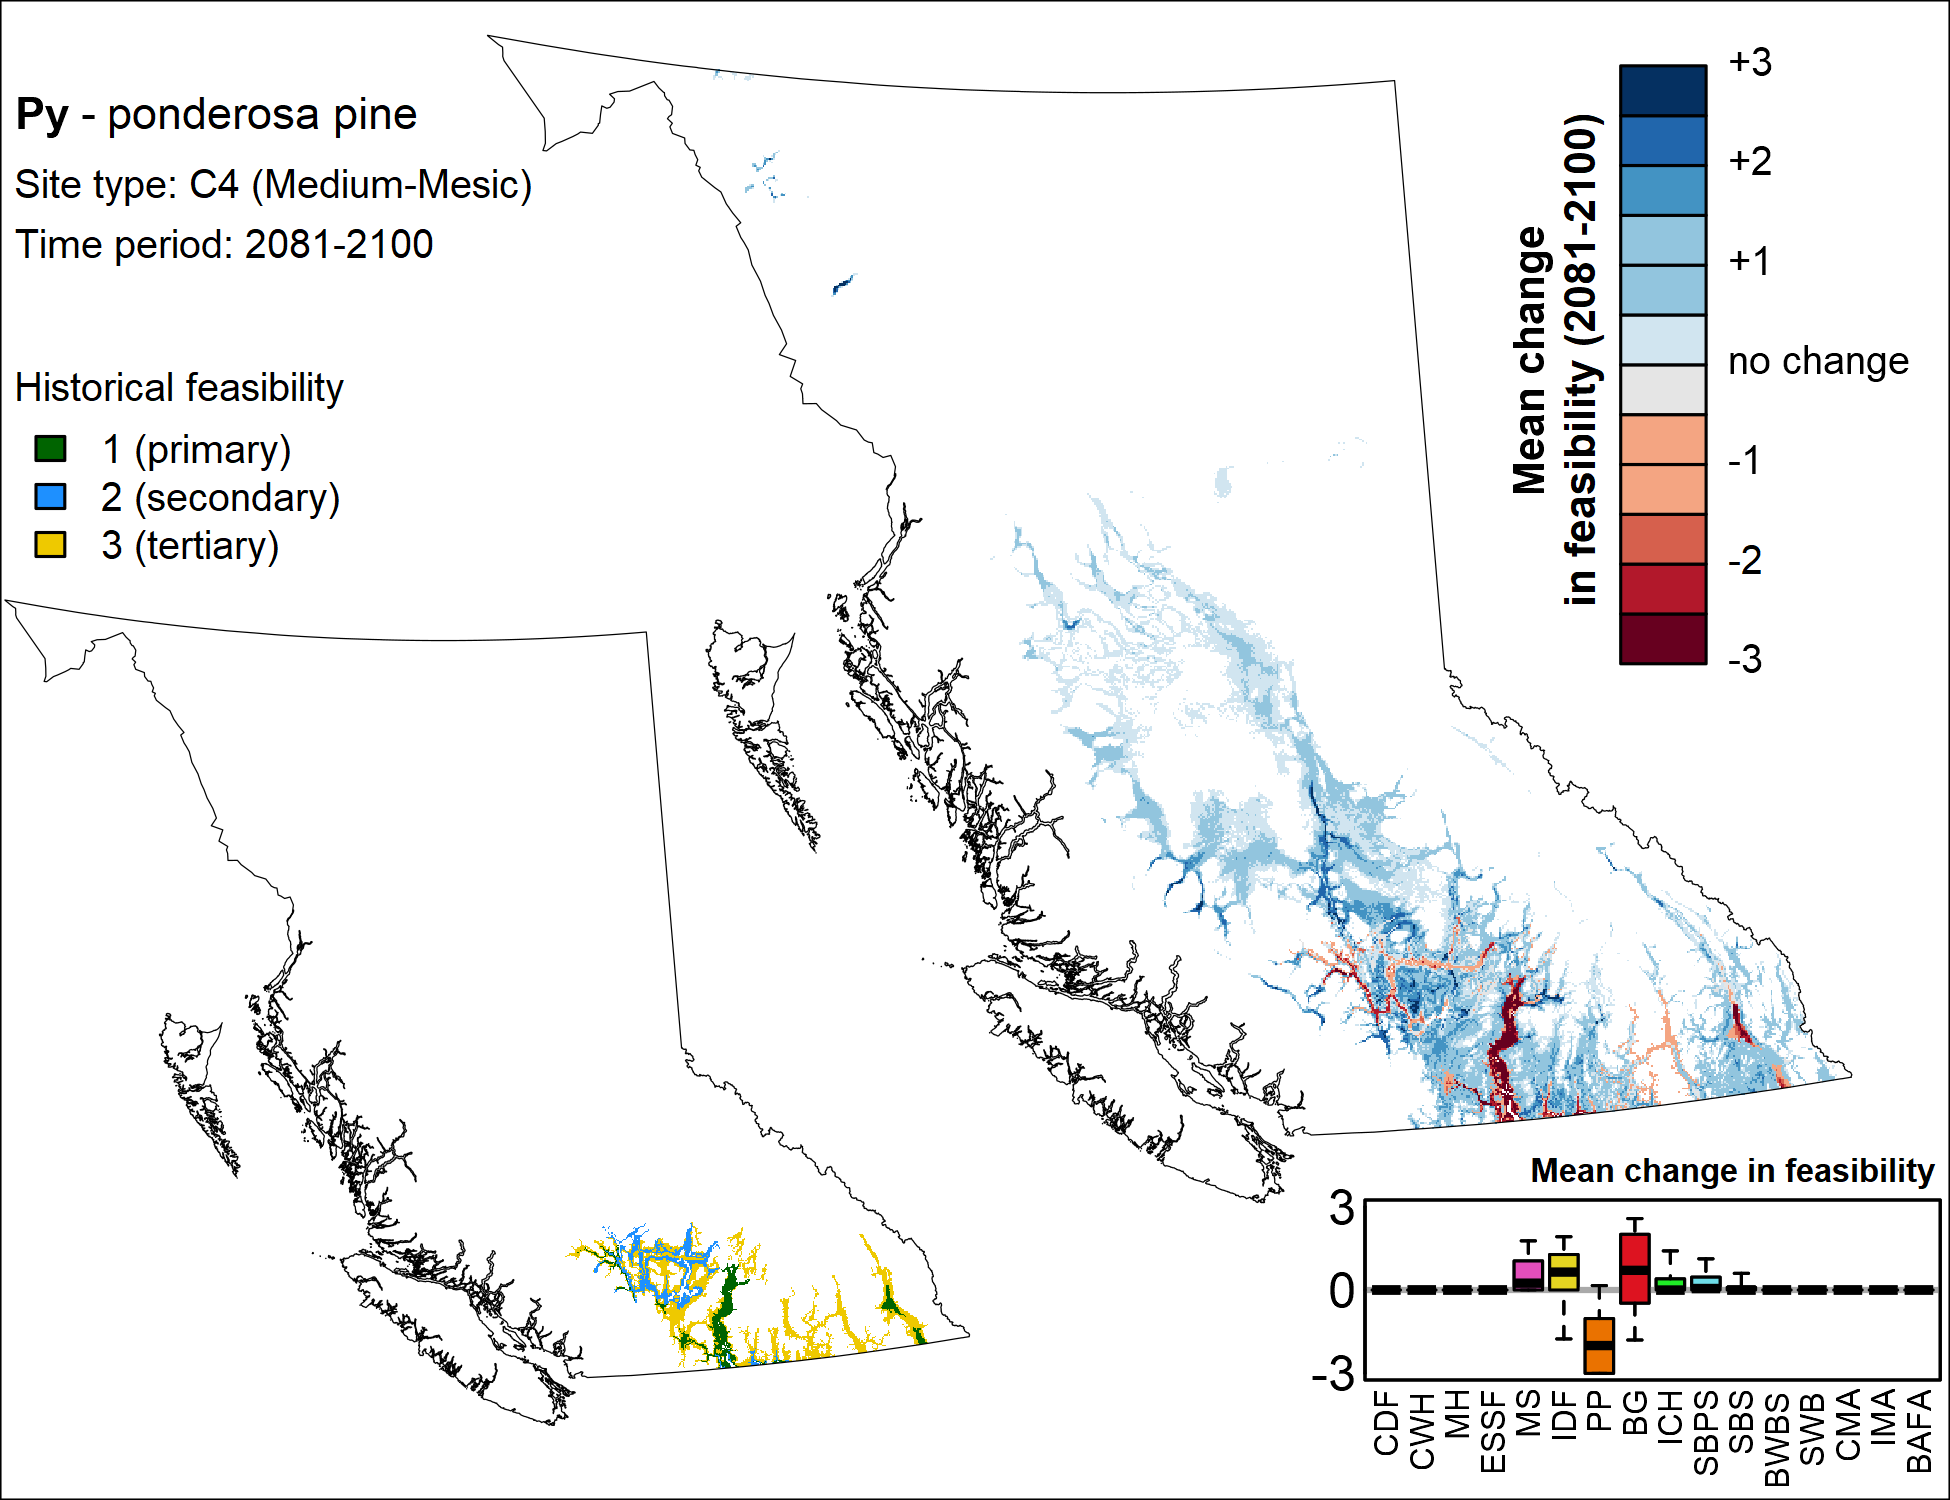 Py - ponderosa pine
Site type: C4 (Medium-Mesic)
Time period: 2081-2100
Historical feasibility
1 (primary)
2 (secondary)
3 (tertiary)
Mean change
in feasibility (2081-2100)
+3
+2
+1
no change
-1
-2
-3
Mean change in feasibility
3
0
-3
CDF
CWH
MH
ESSF
MS
IDF
PP
BG
ICH
SBPS
SBS
BWBS
SWB
CMA
IMA
BAFA